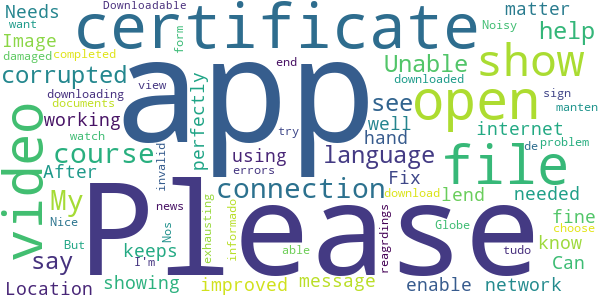 Downloadable
Needs certificate matter
want Noisy
Image form help
damaged completed app Unable show
corrupted end
downloading view downloaded
documents open see
working perfectly try sign manten
video watch well internet
course invalid using hand de problem
errors language file
After Please Fix
My connection download lend needed
Nice news able
say But exhausting informado Globe choose
Nos reagrdings tudo fine
keeps I'm know
showing Can
Location improved message enable network